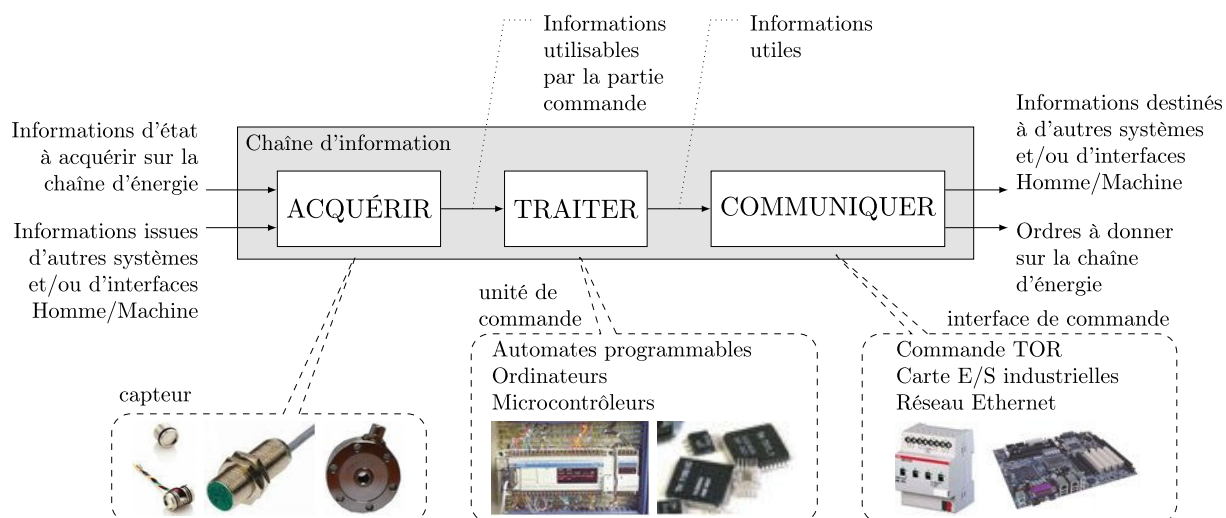 Informations
utilisables
par la partie
commande
Informations
utiles
Informations d'état
à acquérir sur la
chaîne d'énergie
Informations issues
d'autres systèmes
et/ou d'interfaces
Homme/Machine
Chaîne d'information
ACQUÉRIR
TRAITER
COMMUNIQUER
Informations destinés
à d'autres systèmes
et/ou d'interfaces
Homme/Machine
Ordres à donner
sur la chaîne
d'énergie
capteur
unité de
commande
Automates programmables
Ordinateurs
Microcontrôleurs
interface de commande
Commande TOR
Carte E/S industrielles
Réseau Ethernet